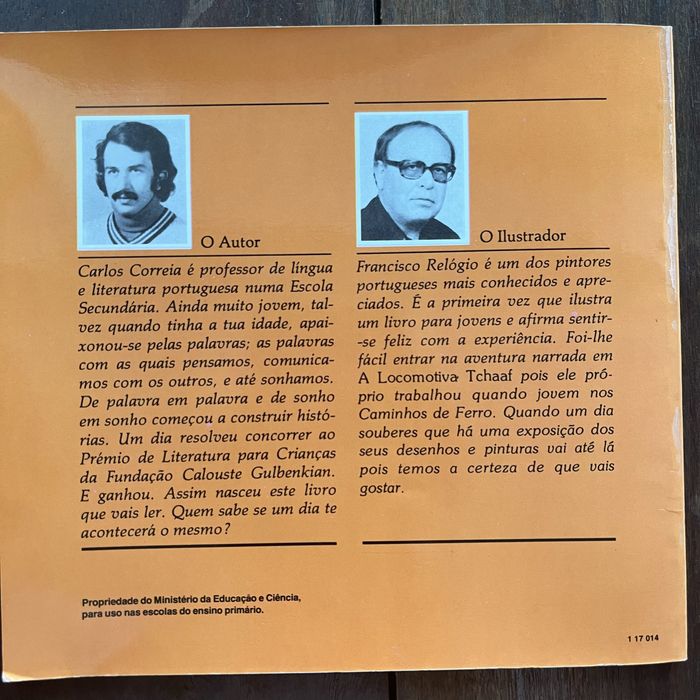 O Autor
Carlos Correia é professor de língua
e literatura portuguesa numa Escola
Secundária. Ainda muito jovem, tal-
vez quando tinha a tua idade, apai-
xonou-se pelas palavras; as palavras
com as quais pensamos, comunica-
mos com os outros, e até sonhamos.
De palavra em palavra e de sonho
em sonho começou a construir histó-
rias. Um dia resolveu concorrer ao
Prémio de Literatura para Crianças
da Fundação Calouste Gulbenkian.
E ganhou. Assim nasceu este livro
que vais ler. Quem sabe se um dia te
acontecerá o mesmo?
O Ilustrador
Francisco Relógio é um dos pintores
portugueses mais conhecidos e apre-
ciados. É a primeira vez que ilustra
um livro para jovens e afirma sentir-
-se feliz com a experiência. Foi-lhe
fácil entrar na aventura narrada em
A Locomotiva Tchaaf pois ele pró-
prio trabalhou quando jovem nos
Caminhos de Ferro. Quando um dia
souberes que há uma exposição dos
seus desenhos e pinturas vai até lá
pois temos a certeza de que vais
gostar.
Propriedade do Ministério da Educação e Ciência,
para uso nas escolas do ensino primário.
1 17 014